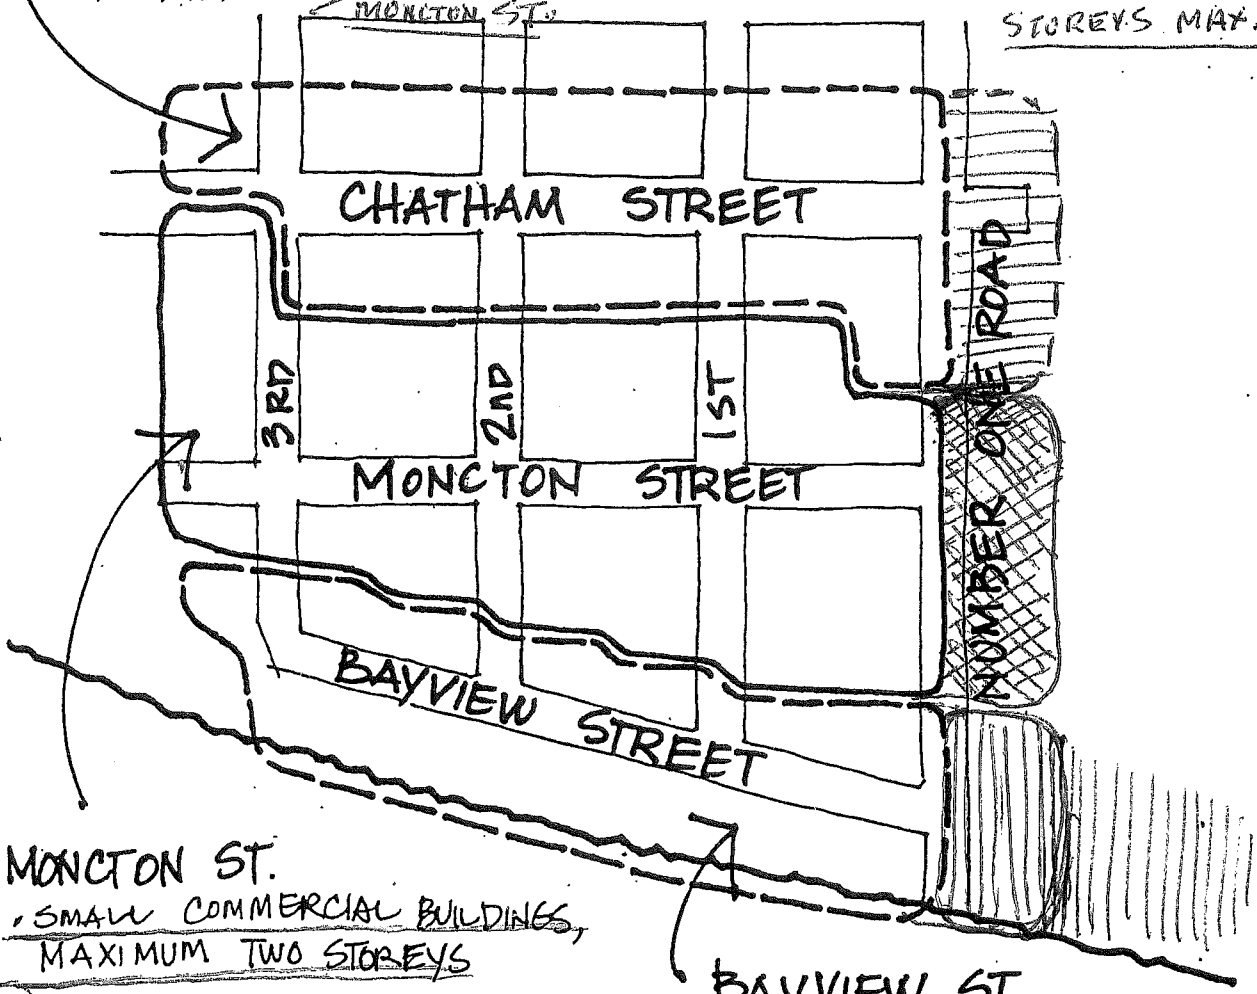 MONCTON ST.
STOREYS MAX.
CHATHAM STREET
3RD
2ND
1ST
NUMBER ONE ROAD
MONCTON STREET
BAYVIEW STREET
MONCTON ST.
• SMALL COMMERCIAL BUILDINGS,
MAXIMUM TWO STOREYS
BAYVIEW ST.